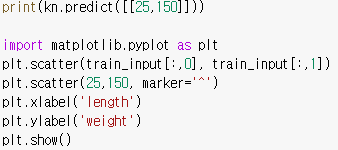 print(kn.predict([[25,150]]))
import matplotlib.pyplot as plt
plt.scatter(train_input[:,0], train_input[:,1])
plt.scatter(25,150, marker='^')
plt.xlabel('length')
plt.ylabel('weight')
plt.show()